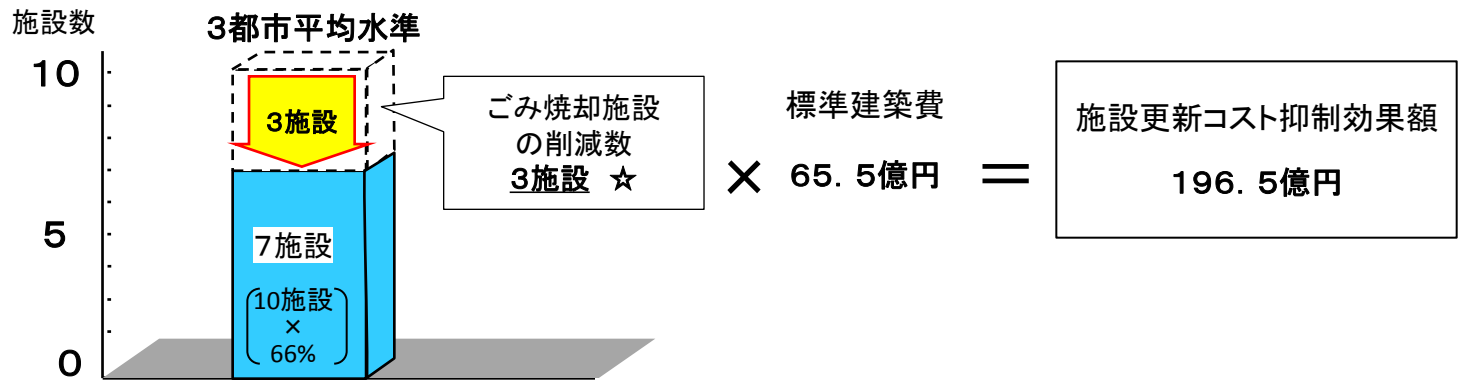 施設数
3都市平均水準
10
5
0
3施設
7施設
10施設
×
66%
ごみ焼却施設
の削減数
3施設 ☆
×
標準建築費
65．5億円
＝
施設更新コスト抑制効果額
196．5億円